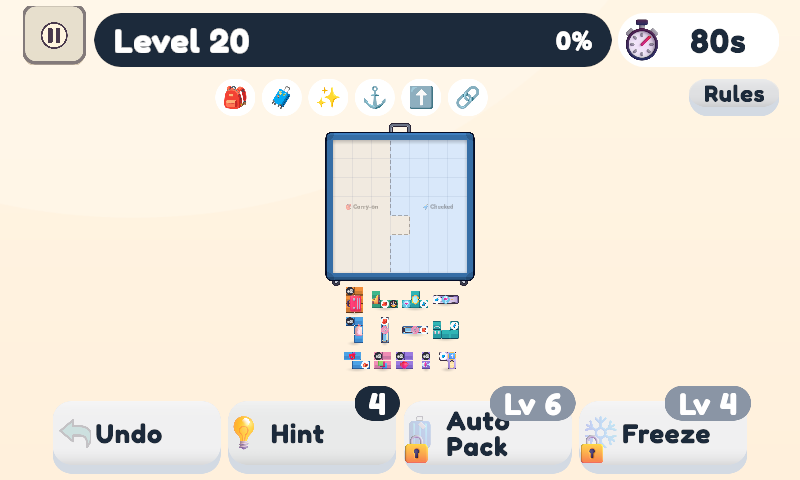 Level 20
0%
80s
Rules
Carry-on
Checked
Undo
4
Hint
Lv 6
Auto
Pack
Lv 4
Freeze